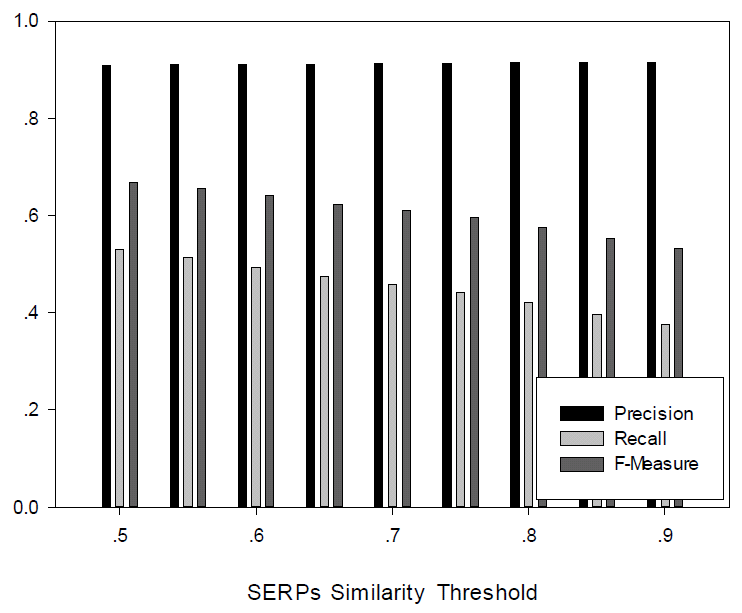 1.0
.8
.6
.4
.2
0.0
Precision
Recall
F-Measure
.5 .6 .7 .8 .9
SERPs Similarity Threshold